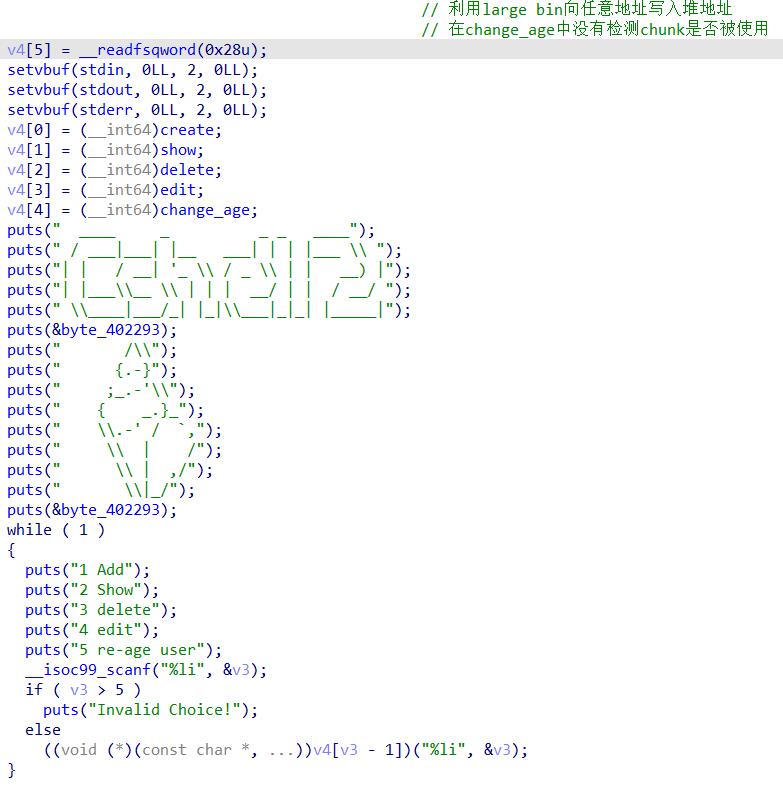 // 利用large bin向任意地址写入堆地址
// 在change_age中没有检测chunk是否被使用
v4[5] = __readfsqword(0x28u);
setvbuf(stdin, 0LL, 2, 0LL);
setvbuf(stdout, 0LL, 2, 0LL);
setvbuf(stderr, 0LL, 2, 0LL);
v4[0] = (__int64)create;
v4[1] = (__int64)show;
v4[2] = (__int64)delete;
v4[3] = (__int64)edit;
v4[4] = (__int64)change_age;
puts("  ____     _          _ _   ____");
puts(" / ___|___| |__   ___| | | |___ \\ ");
puts("| |   / __| '_ \\ / _ \\ | |   __) |");
puts("| |___\\__ \\ | | |  __/ | |  / __/ ");
puts(" \\____|___/_| |_|\\___|_|_| |_____|");
puts(&byte_402293);
puts("       /\\");
puts("      {.-}");
puts("     ;_.-'\\");
puts("    {    _.}_");
puts("    \\.-' /  `,");
puts("     \\  |    /");
puts("      \\ |  ,/");
puts("       \\|_/");
puts(&byte_402293);
while ( 1 )
{
  puts("1 Add");
  puts("2 Show");
  puts("3 delete");
  puts("4 edit");
  puts("5 re-age user");
  __isoc99_scanf("%li", &v3);
  if ( v3 > 5 )
    puts("Invalid Choice!");
  else
    ((void (*)(const char *, ...))v4[v3 - 1])("%li", &v3);
}